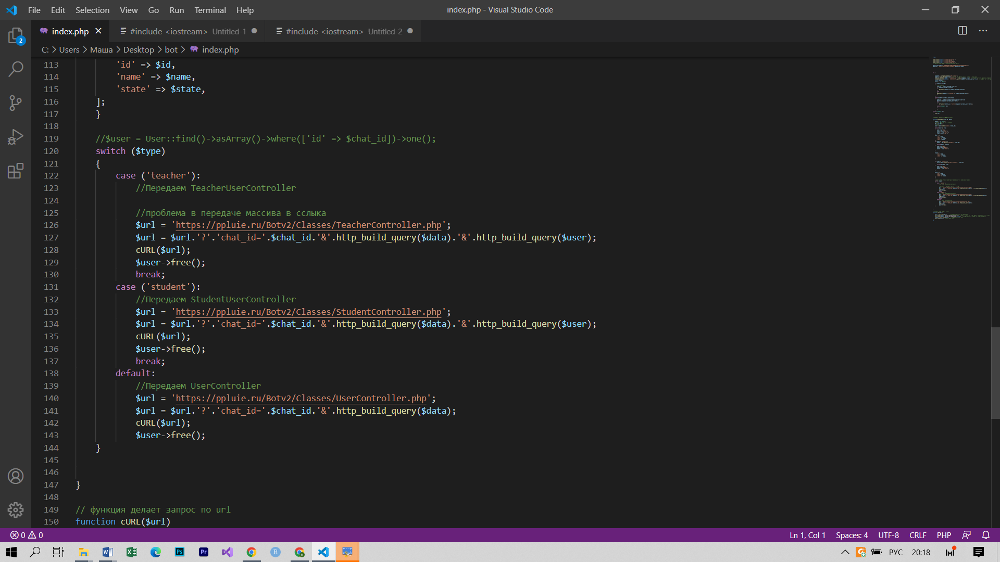 File Edit Selection View Go Run Terminal Help
index.php - Visual Studio Code
index.php
#include <iostream> Untitled-1
#include <iostream> Untitled-2
C: > Users > Маша > Desktop > bot > index.php
2
113 'id' => $id,
114 'name' => $name,
115 'state' => $state,
116 ];
117 }
118
119 //$user = User::find()->asArray()->where(['id' => $chat_id])->one();
120 switch ($type)
121 {
122 case ('teacher'):
123 //Передаем TeacherUserController
124
125 //проблема в передаче массива в сслыка
126 $url = 'https://ppluie.ru/Botv2/Classes/TeacherController.php';
127 $url = $url.'?'.'chat_id='.$chat_id.'&'.http_build_query($data).'&'.http_build_query($user);
128 cURL($url);
129 $user->free();
130 break;
131 case ('student'):
132 //Передаем StudentUserController
133 $url = 'https://ppluie.ru/Botv2/Classes/StudentController.php';
134 $url = $url.'?'.'chat_id='.$chat_id.'&'.http_build_query($data).'&'.http_build_query($user);
135 cURL($url);
136 $user->free();
137 break;
138 default:
139 //Передаем UserController
140 $url = 'https://ppluie.ru/Botv2/Classes/UserController.php';
141 $url = $url.'?'.'chat_id='.$chat_id.'&'.http_build_query($data);
142 cURL($url);
143 $user->free();
144 }
145
146
147 }
148
149 // функция делает запрос по url
150 function cURL($url)
0 0
Ln 1, Col 1 Spaces: 4 UTF-8 CRLF PHP
Ps Pr R
РУС 20:18